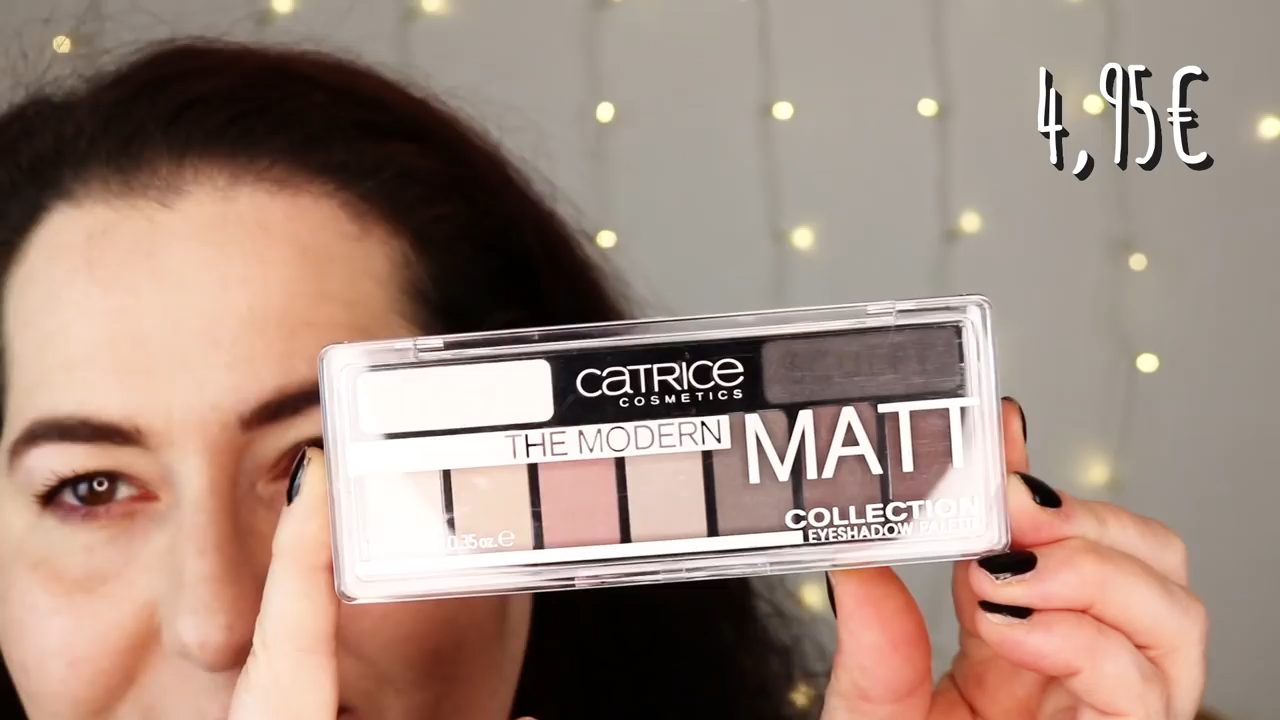 4,95€
CATRICE
COSMETICS
THE MODERN
MATT
COLLECTION
EYESHADOW PALETTE
0.35 oz. ℮